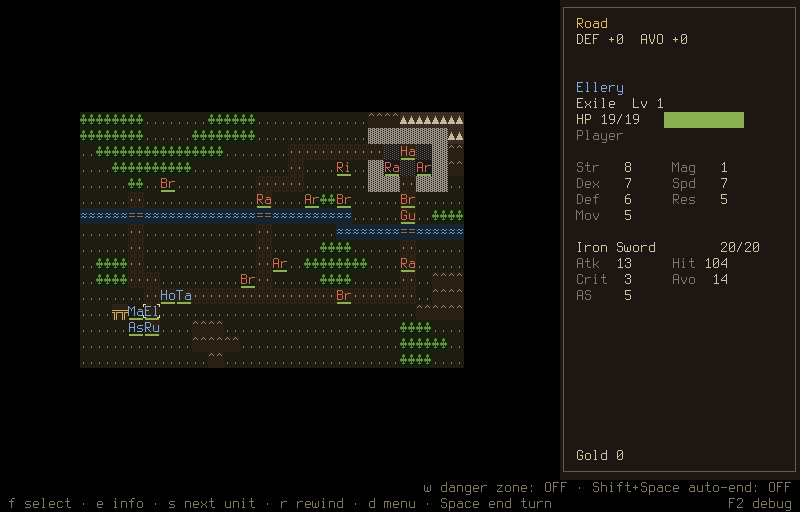 Road
DEF +0 AVO +0
Ellery
Exile Lv 1
HP 19/19
Player
Str 8 Mag 1
Dex 7 Spd 7
Def 6 Res 5
Mov 5
Iron Sword 20/20
Atk 13 Hit 104
Crit 3 Avo 14
AS 5
Gold 0
Ha
Ri Ra Ar
Br
Ra Ar Br Br
Gu
Ar Ra
Br
HoTa Br
MaEl
AsRu
w danger zone: OFF · Shift+Space auto-end: OFF
f select · e info · s next unit · r rewind · d menu · Space end turn F2 debug